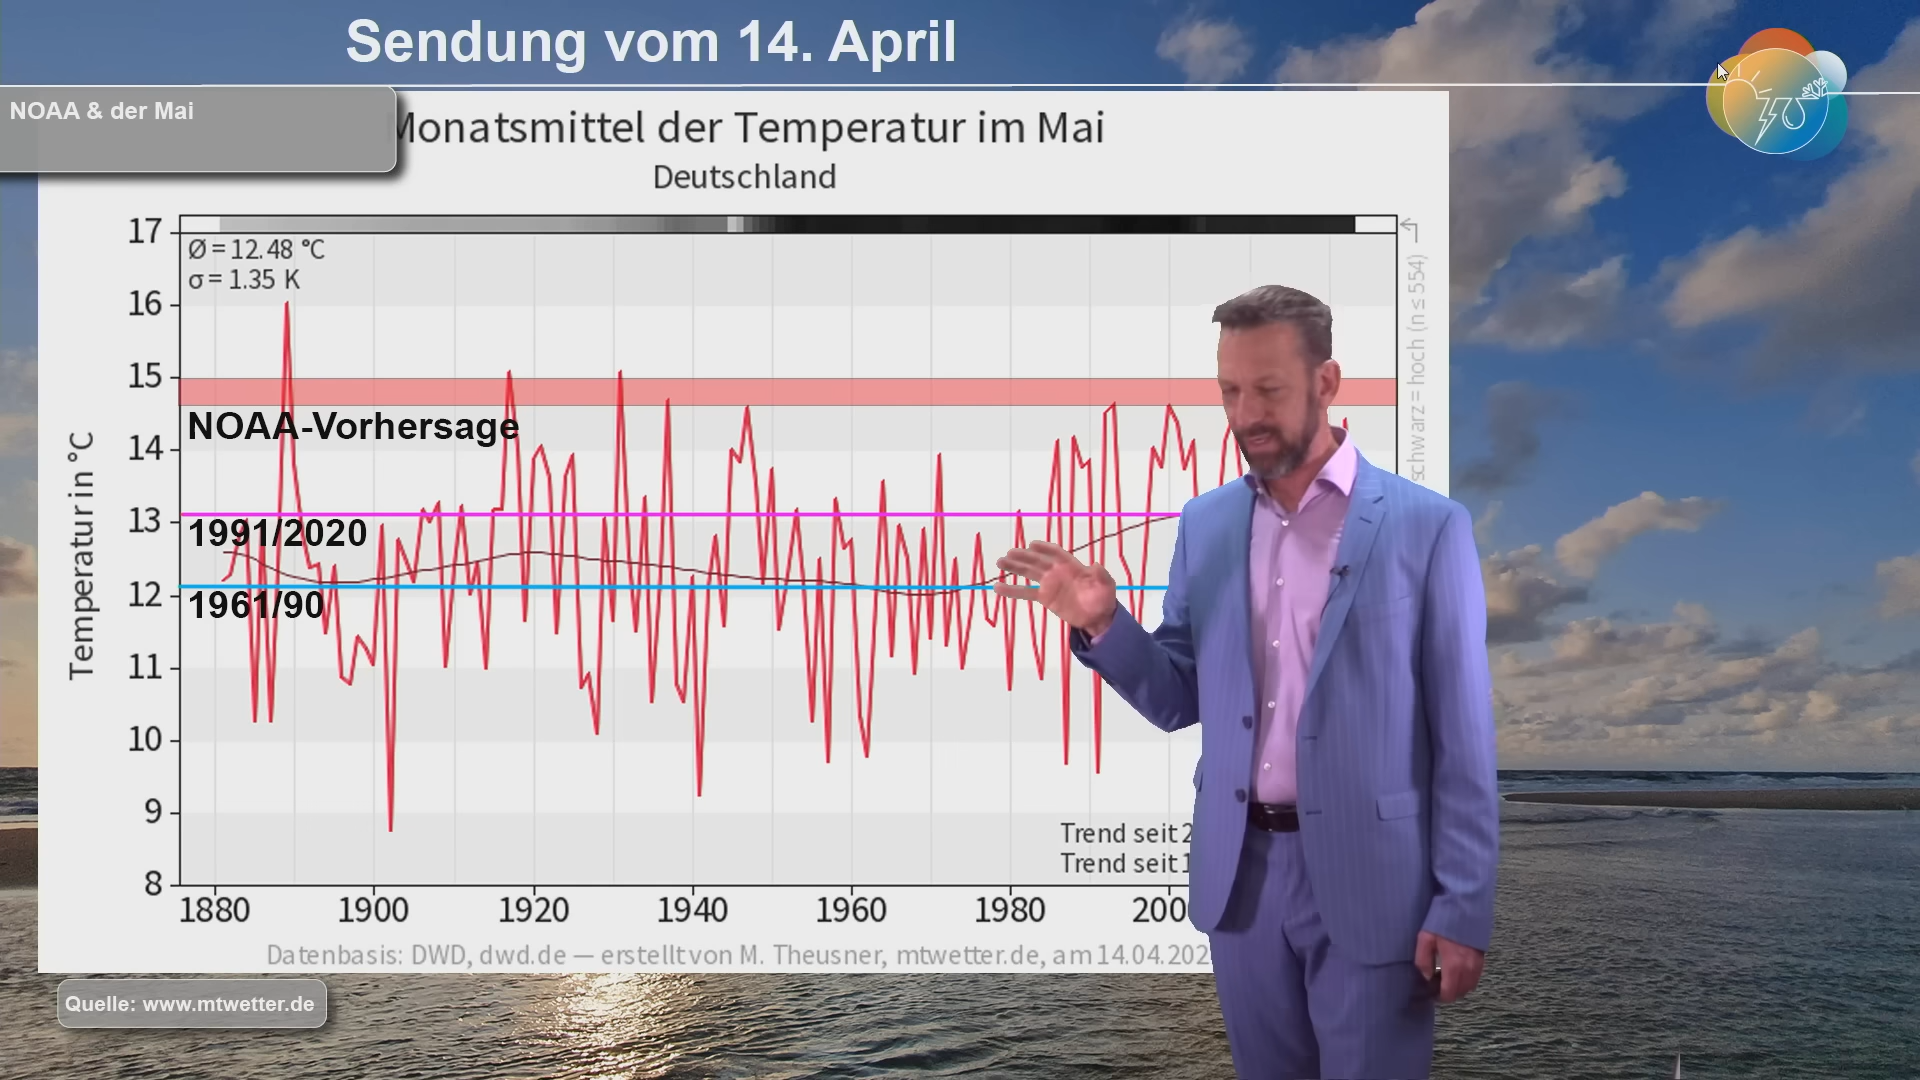 Sendung vom 14. April
NOAA & der Mai
Monatsmittel der Temperatur im Mai
Deutschland
Ø = 12.48 °C
σ = 1.35 K
17
16
15
14
13
12
11
10
9
8
Temperatur in °C
NOAA-Vorhersage
1991/2020
1961/90
schwarz = hoch (n ≤ 554)
Trend seit 2
Trend seit 1
1880 1900 1920 1940 1960 1980 200
Datenbasis: DWD, dwd.de — erstellt von M. Theusner, mtwetter.de, am 14.04.202
Quelle: www.mtwetter.de